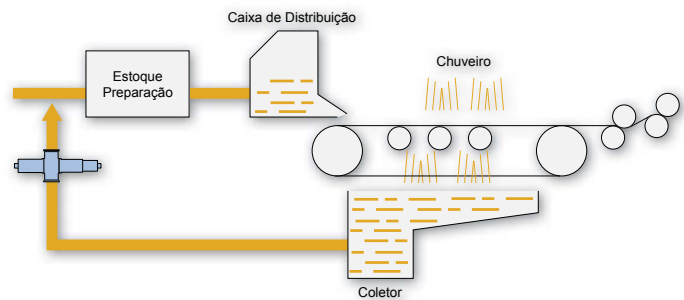 Caixa de Distribuição
Estoque
Preparação
Chuveiro
Coletor